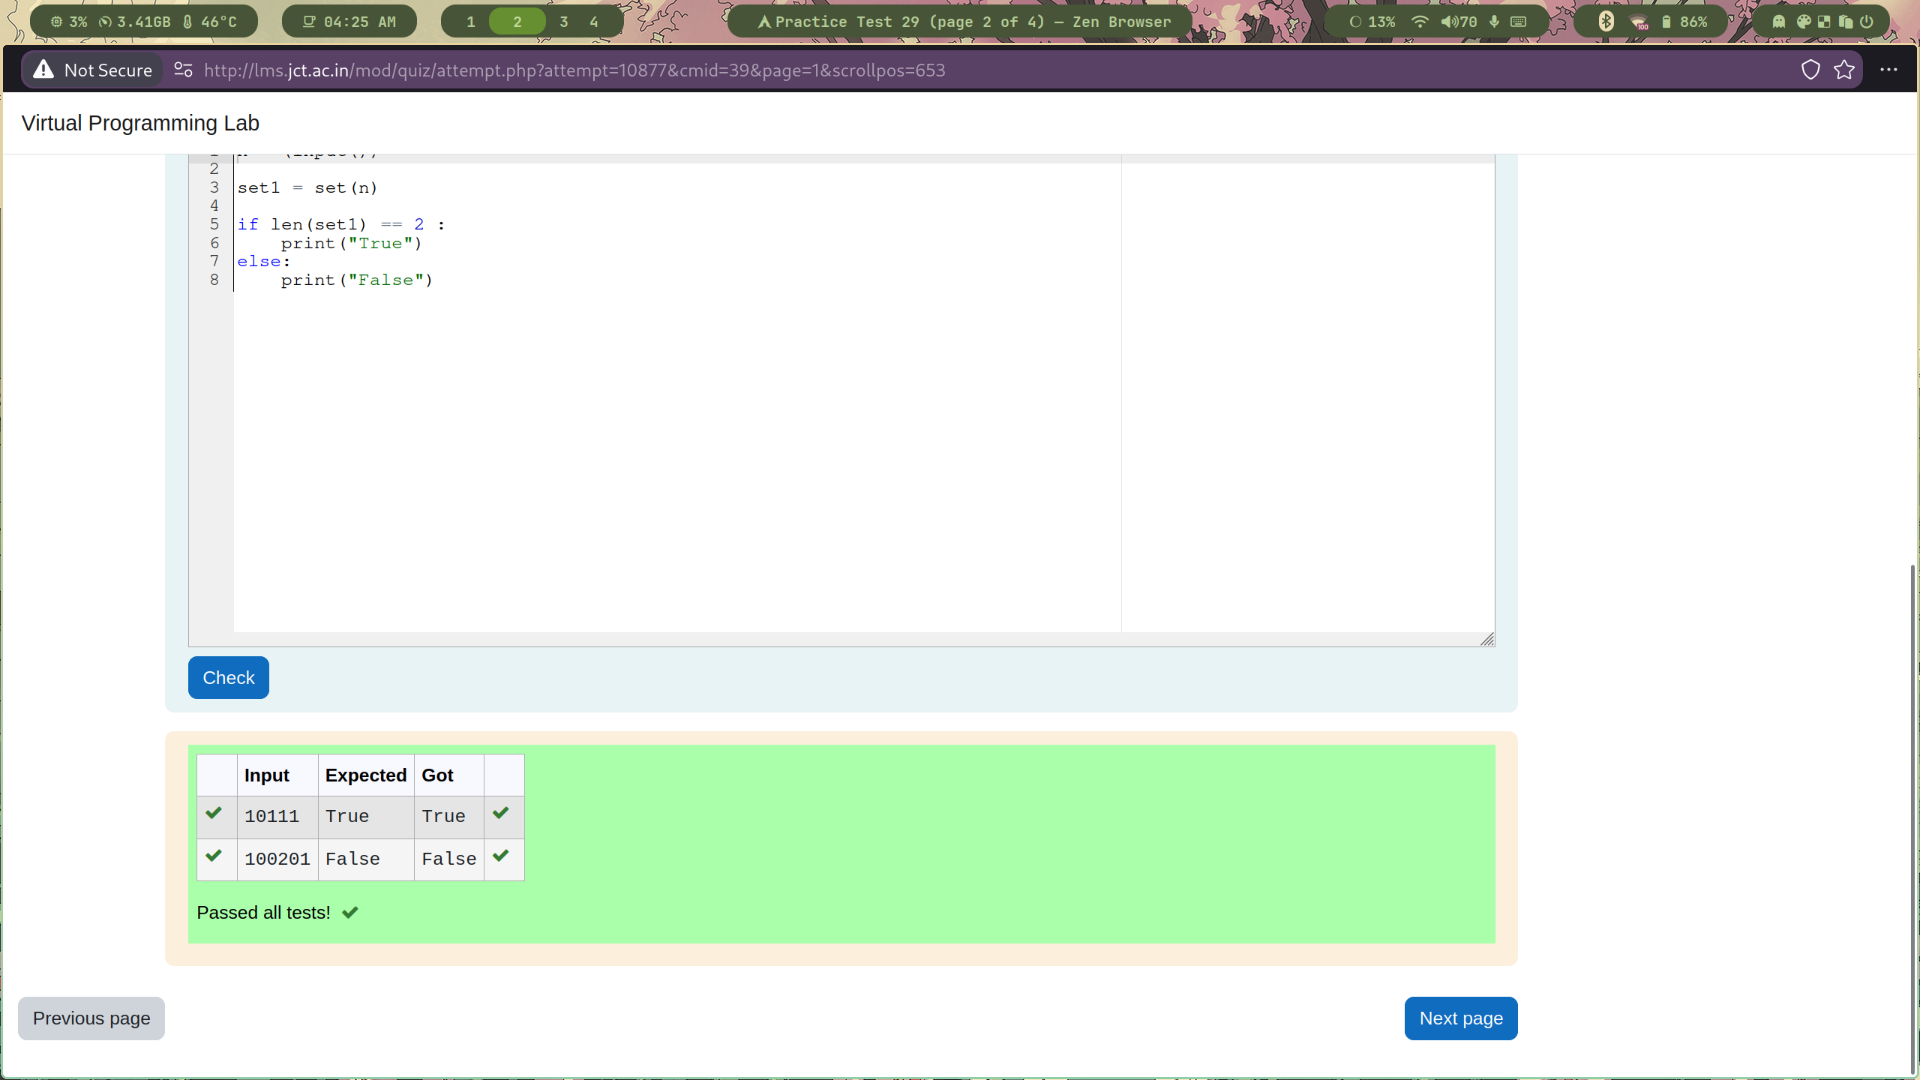 3% 3.41GB 46°C
04:25 AM
1 2 3 4
Practice Test 29 (page 2 of 4) — Zen Browser
13% 70
100
86%
Not Secure http://lms.jct.ac.in/mod/quiz/attempt.php?attempt=10877&cmid=39&page=1&scrollpos=653
Virtual Programming Lab
2
3 set1 = set(n)
4
5 if len(set1) == 2 :
6 print("True")
7 else:
8 print("False")
Check
Input Expected Got
10111 True True
100201 False False
Passed all tests!
Previous page Next page